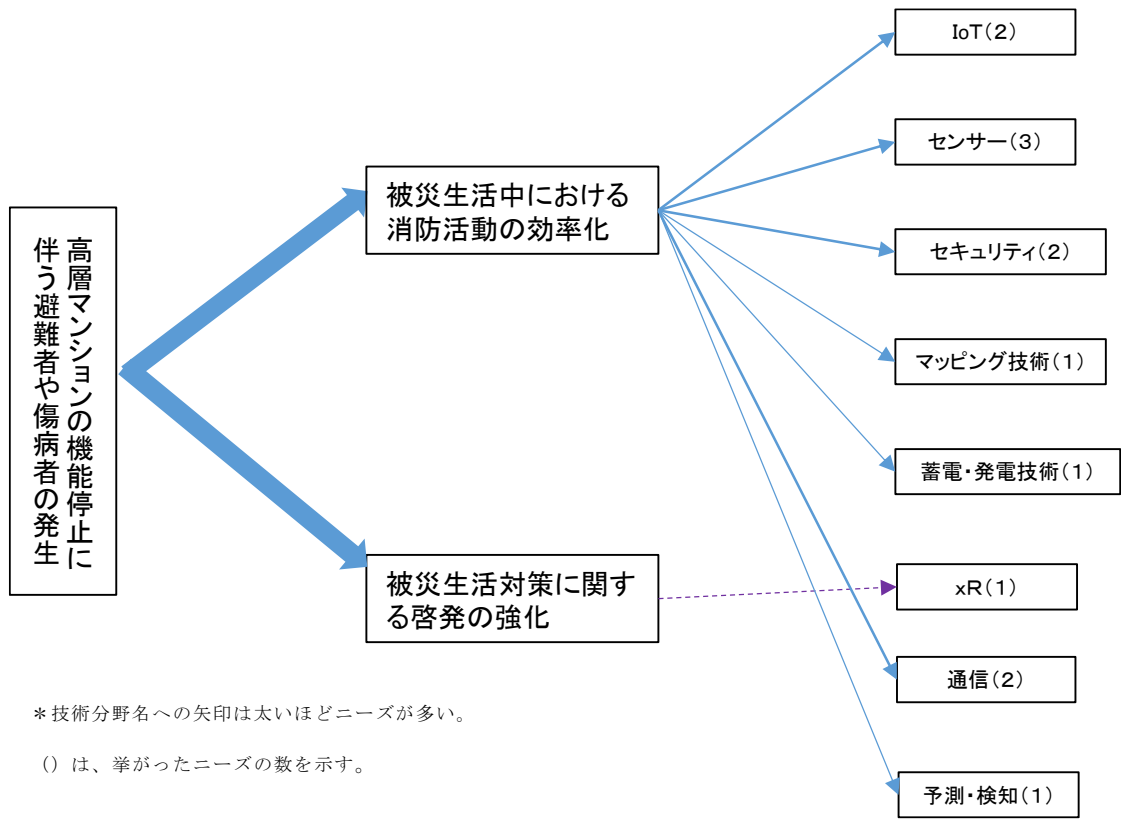 高層マンションの機能停止に
伴う避難者や傷病者の発生
被災生活中における
消防活動の効率化
被災生活対策に関す
る啓発の強化
IoT(2)
センサー(3)
セキュリティ(2)
マッピング技術(1)
蓄電・発電技術(1)
xR(1)
通信(2)
予測・検知(1)
＊技術分野名への矢印は太いほどニーズが多い。
（）は、挙がったニーズの数を示す。